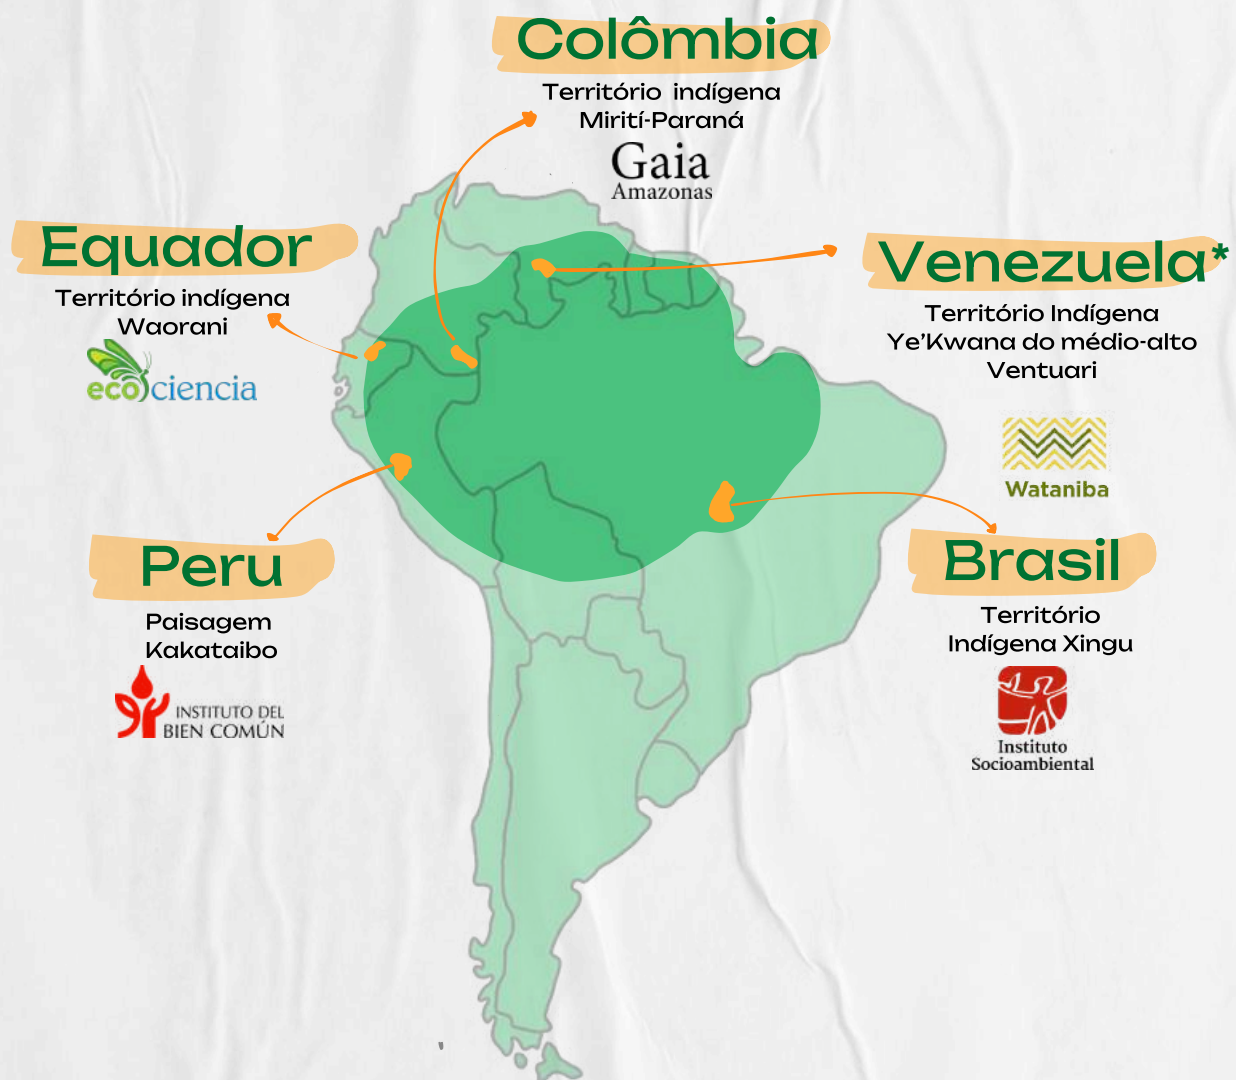 Colômbia
Território indígena
Mirití-Paraná
Gaia
Amazonas
Equador
Território indígena
Waorani
ecociencia
Venezuela*
Território Indígena
Ye’Kwana do médio-alto
Ventuari
Wataniba
Peru
Paisagem
Kakataibo
INSTITUTO DEL
BIEN COMÚN
Brasil
Território
Indígena Xingu
Instituto
Socioambiental